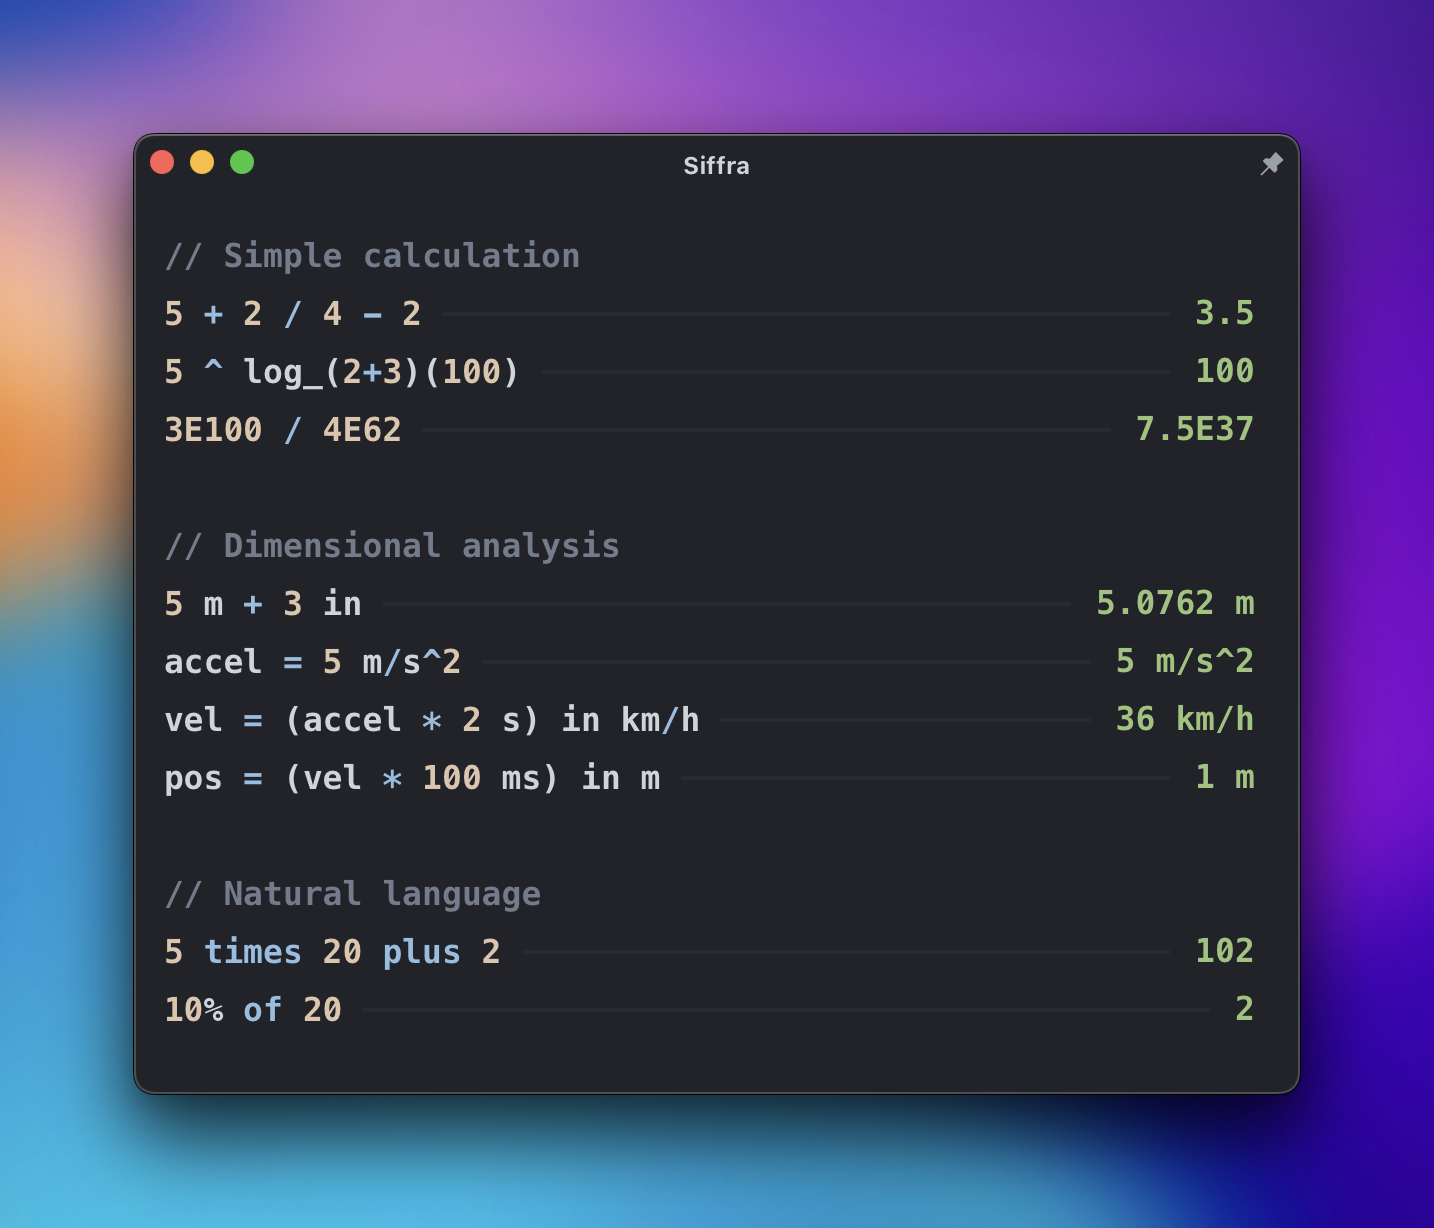 Siffra
// Simple calculation
5 + 2 / 4 − 2 3.5
5 ^ log_(2+3)(100) 100
3E100 / 4E62 7.5E37
// Dimensional analysis
5 m + 3 in 5.0762 m
accel = 5 m/s^2 5 m/s^2
vel = (accel * 2 s) in km/h 36 km/h
pos = (vel * 100 ms) in m 1 m
// Natural language
5 times 20 plus 2 102
10% of 20 2